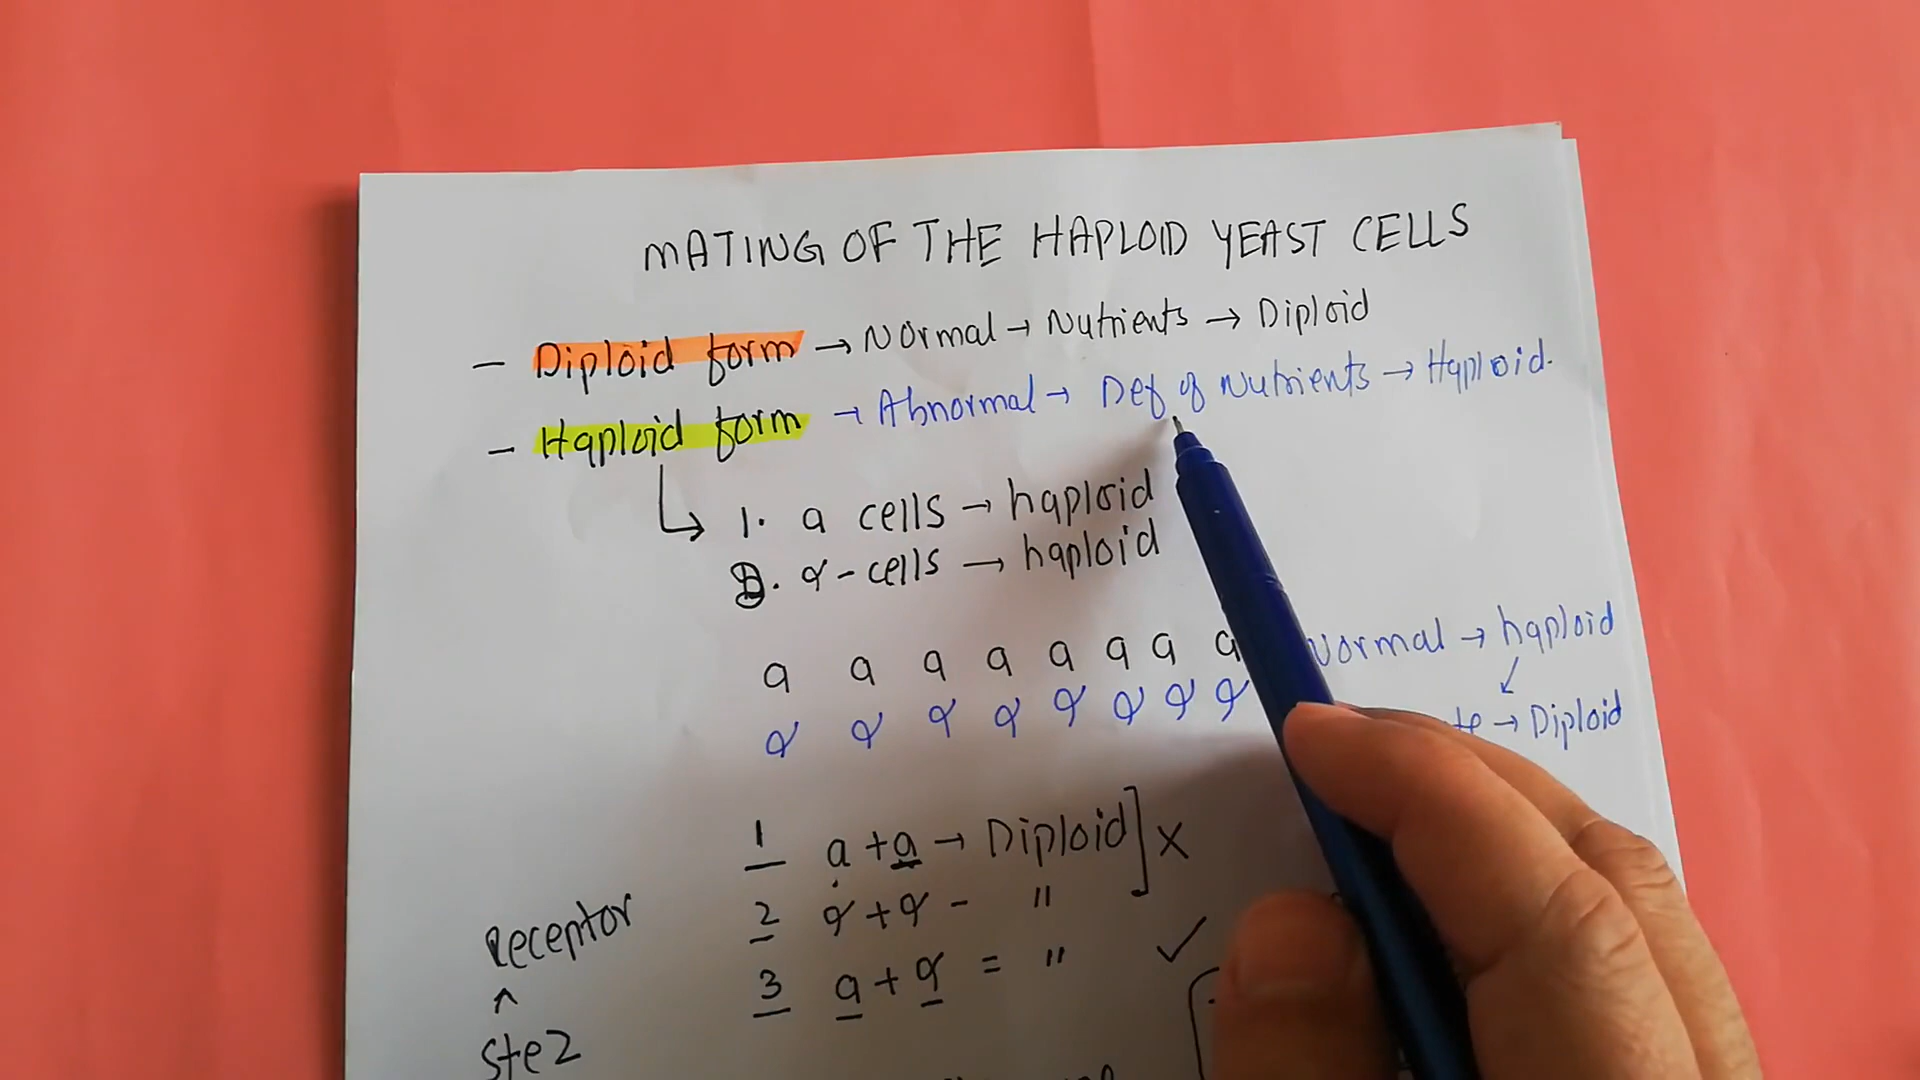 MATING OF THE HAPLOID YEAST CELLS
- Diploid form → Normal → Nutrients → Diploid
- Haploid form → Abnormal → Def of Nutrients → Haploid.
1. a cells → haploid
2. α-cells → haploid
a a a a a a a a
α α α α α α α α
Normal → haploid
→ Diploid
1 a + a → Diploid ] X
2 α + α - "
3 a + α = " ✓
Receptor
^
Ste2